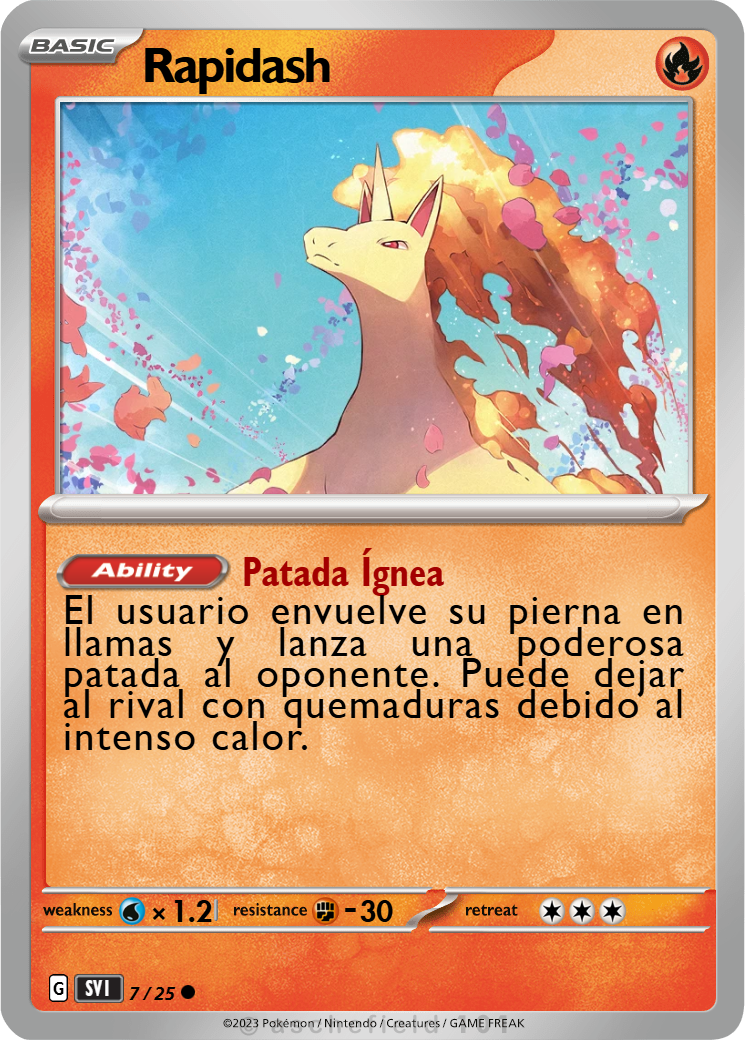 BASIC Rapidash
Ability Patada Ígnea
El usuario envuelve su pierna en
llamas y lanza una poderosa
patada al oponente. Puede dejar
al rival con quemaduras debido al
intenso calor.
weakness × 1.2 resistance -30 retreat
G SVI 7 / 25
©2023 Pokémon / Nintendo / Creatures / GAME FREAK